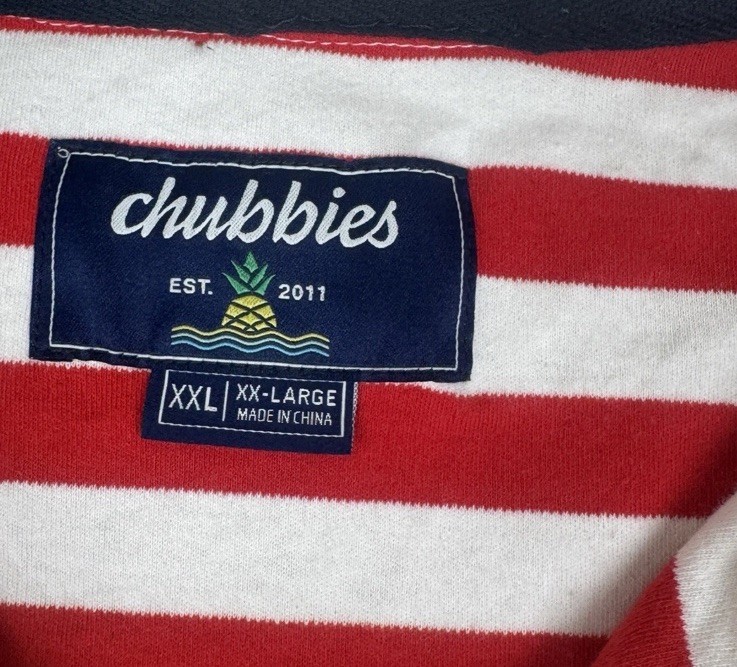 chubbies
EST. 2011
XXL XX-LARGE
MADE IN CHINA